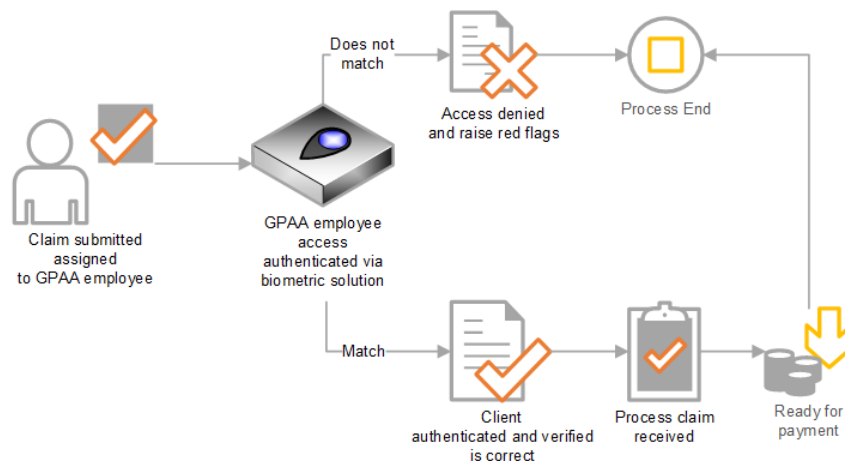 Does not
match
Access denied
and raise red flags
Process End
Claim submitted
assigned
to GPAA employee
GPAA employee
access
authenticated via
biometric solution
Match
Client
authenticated and verified
is correct
Process claim
received
Ready for
payment